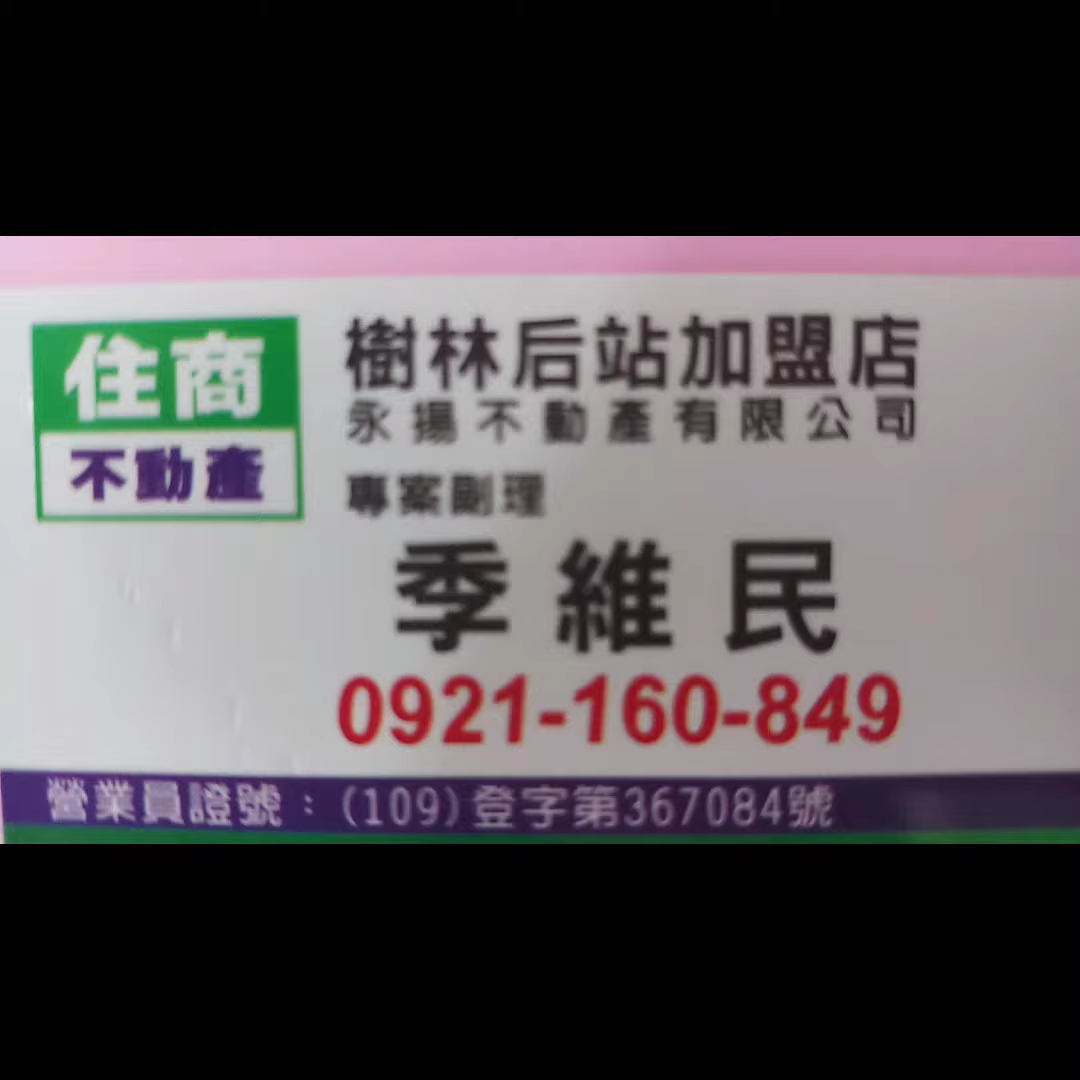 住商
不動產
樹林后站加盟店
永揚不動產有限公司
專案副理
季維民
0921-160-849
營業員證號：(109)登字第367084號